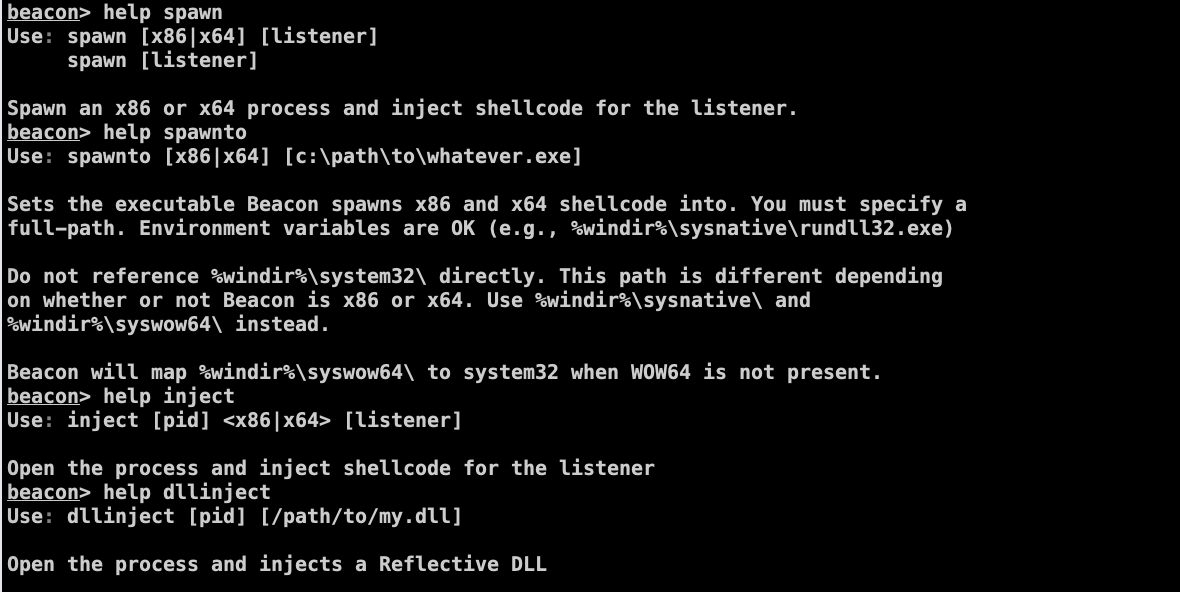 beacon> help spawn
Use: spawn [x86|x64] [listener]
     spawn [listener]

Spawn an x86 or x64 process and inject shellcode for the listener.
beacon> help spawnto
Use: spawnto [x86|x64] [c:\path\to\whatever.exe]

Sets the executable Beacon spawns x86 and x64 shellcode into. You must specify a
full-path. Environment variables are OK (e.g., %windir%\sysnative\rundll32.exe)

Do not reference %windir%\system32\ directly. This path is different depending
on whether or not Beacon is x86 or x64. Use %windir%\sysnative\ and
%windir%\syswow64\ instead.

Beacon will map %windir%\syswow64\ to system32 when WOW64 is not present.
beacon> help inject
Use: inject [pid] <x86|x64> [listener]

Open the process and inject shellcode for the listener
beacon> help dllinject
Use: dllinject [pid] [/path/to/my.dll]

Open the process and injects a Reflective DLL